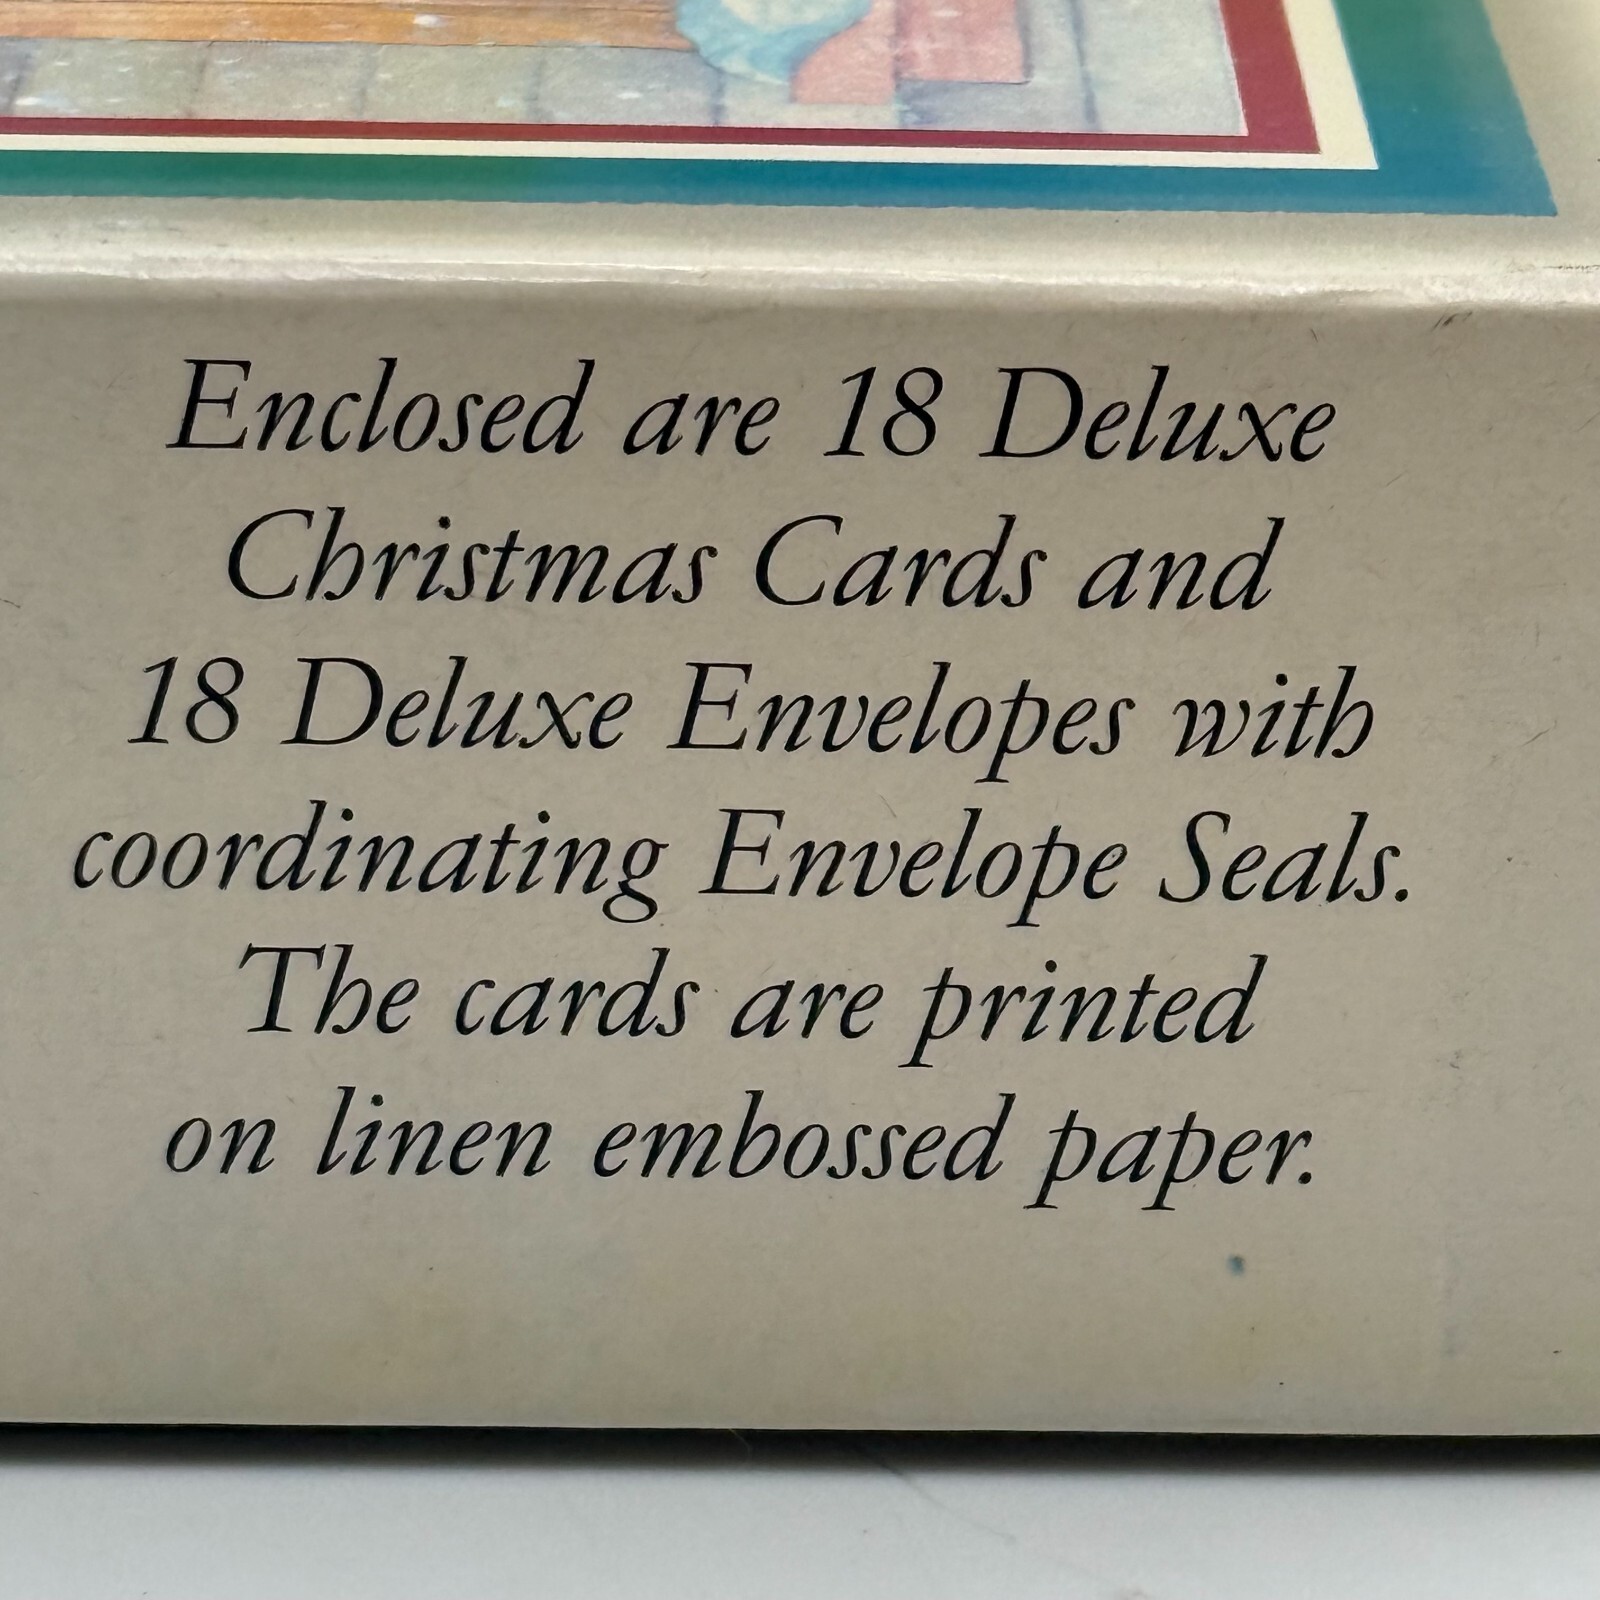 Enclosed are 18 Deluxe
Christmas Cards and
18 Deluxe Envelopes with
coordinating Envelope Seals.
The cards are printed
on linen embossed paper.